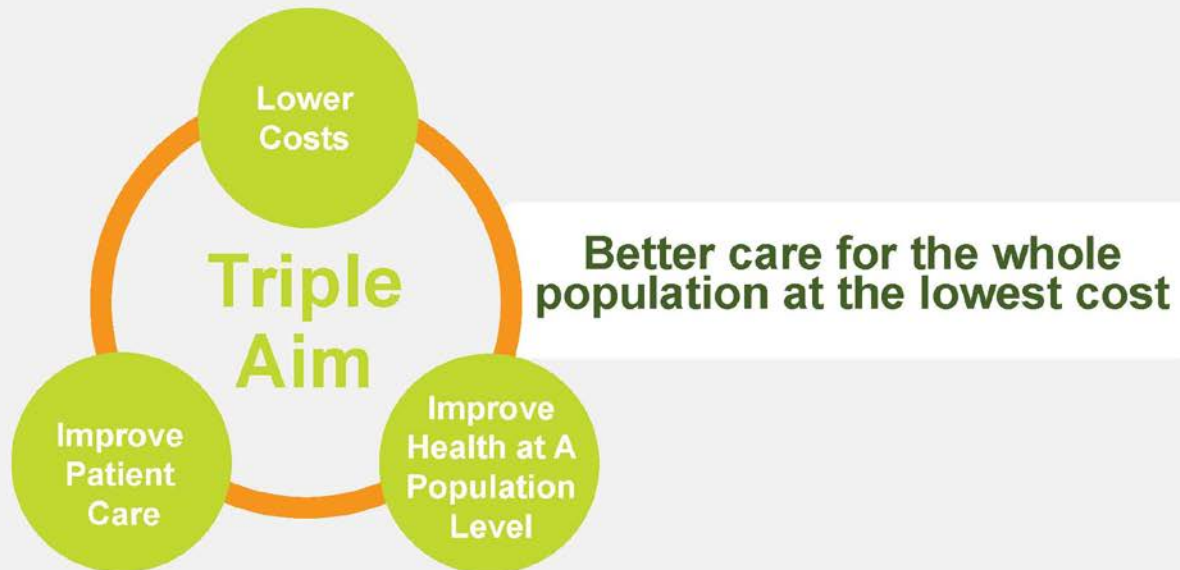 Lower
Costs
Triple
Aim
Better care for the whole
population at the lowest cost
Improve
Patient
Care
Improve
Health at A
Population
Level